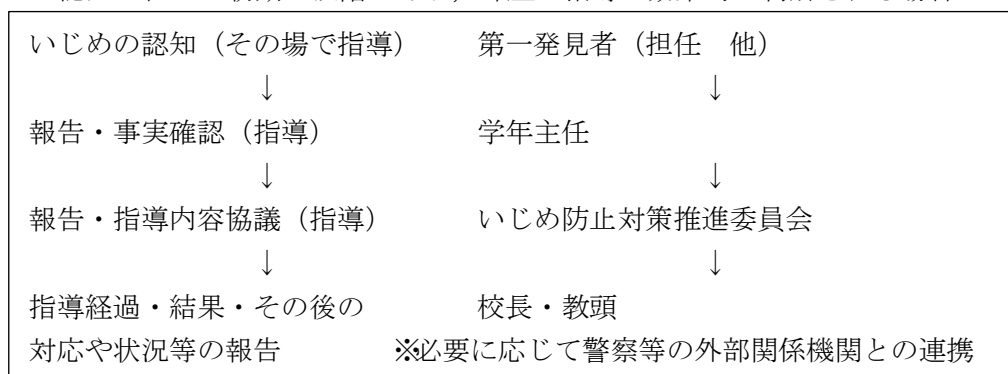 いじめの認知（その場で指導）　　第一発見者（担任　他）
↓　　↓
報告・事実確認（指導）　　学年主任
↓　　↓
報告・指導内容協議（指導）　　いじめ防止対策推進委員会
↓　　↓
指導経過・結果・その後の　　校長・教頭
対応や状況等の報告　　※必要に応じて警察等の外部関係機関との連携